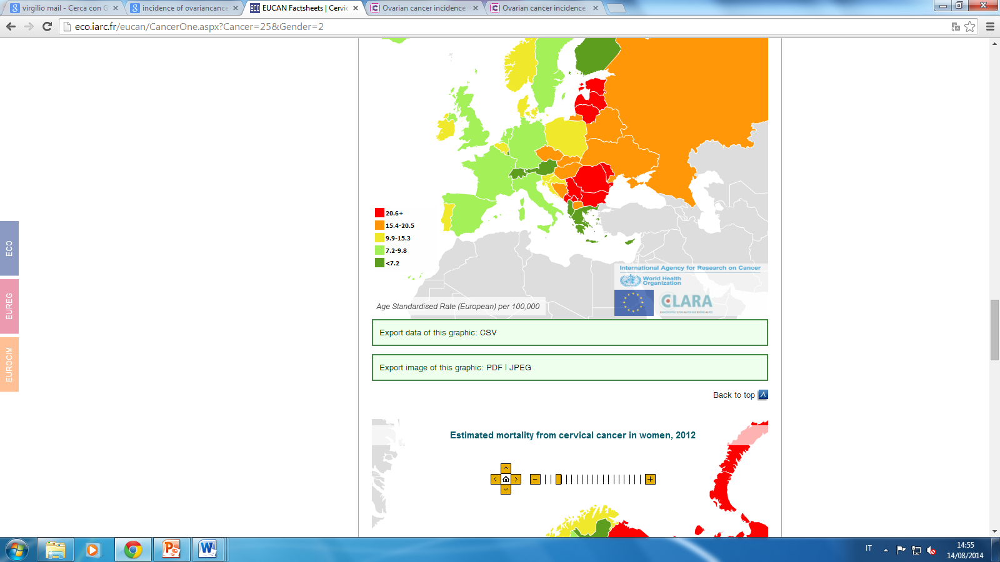 virgilio mail - Cerca con G
incidence of ovariancance
ECO EUCAN Factsheets | Cervic
Ovarian cancer incidence
Ovarian cancer incidence
eco.iarc.fr/eucan/CancerOne.aspx?Cancer=25&Gender=2
ECO
EUREG
EUROCIM
20.6+
15.4-20.5
9.9-15.3
7.2-9.8
<7.2
International Agency for Research on Cancer
World Health
Organization
CLARA
Age Standardised Rate (European) per 100,000
Export data of this graphic: CSV
Export image of this graphic: PDF | JPEG
Back to top
Estimated mortality from cervical cancer in women, 2012
IT
14:55
14/08/2014